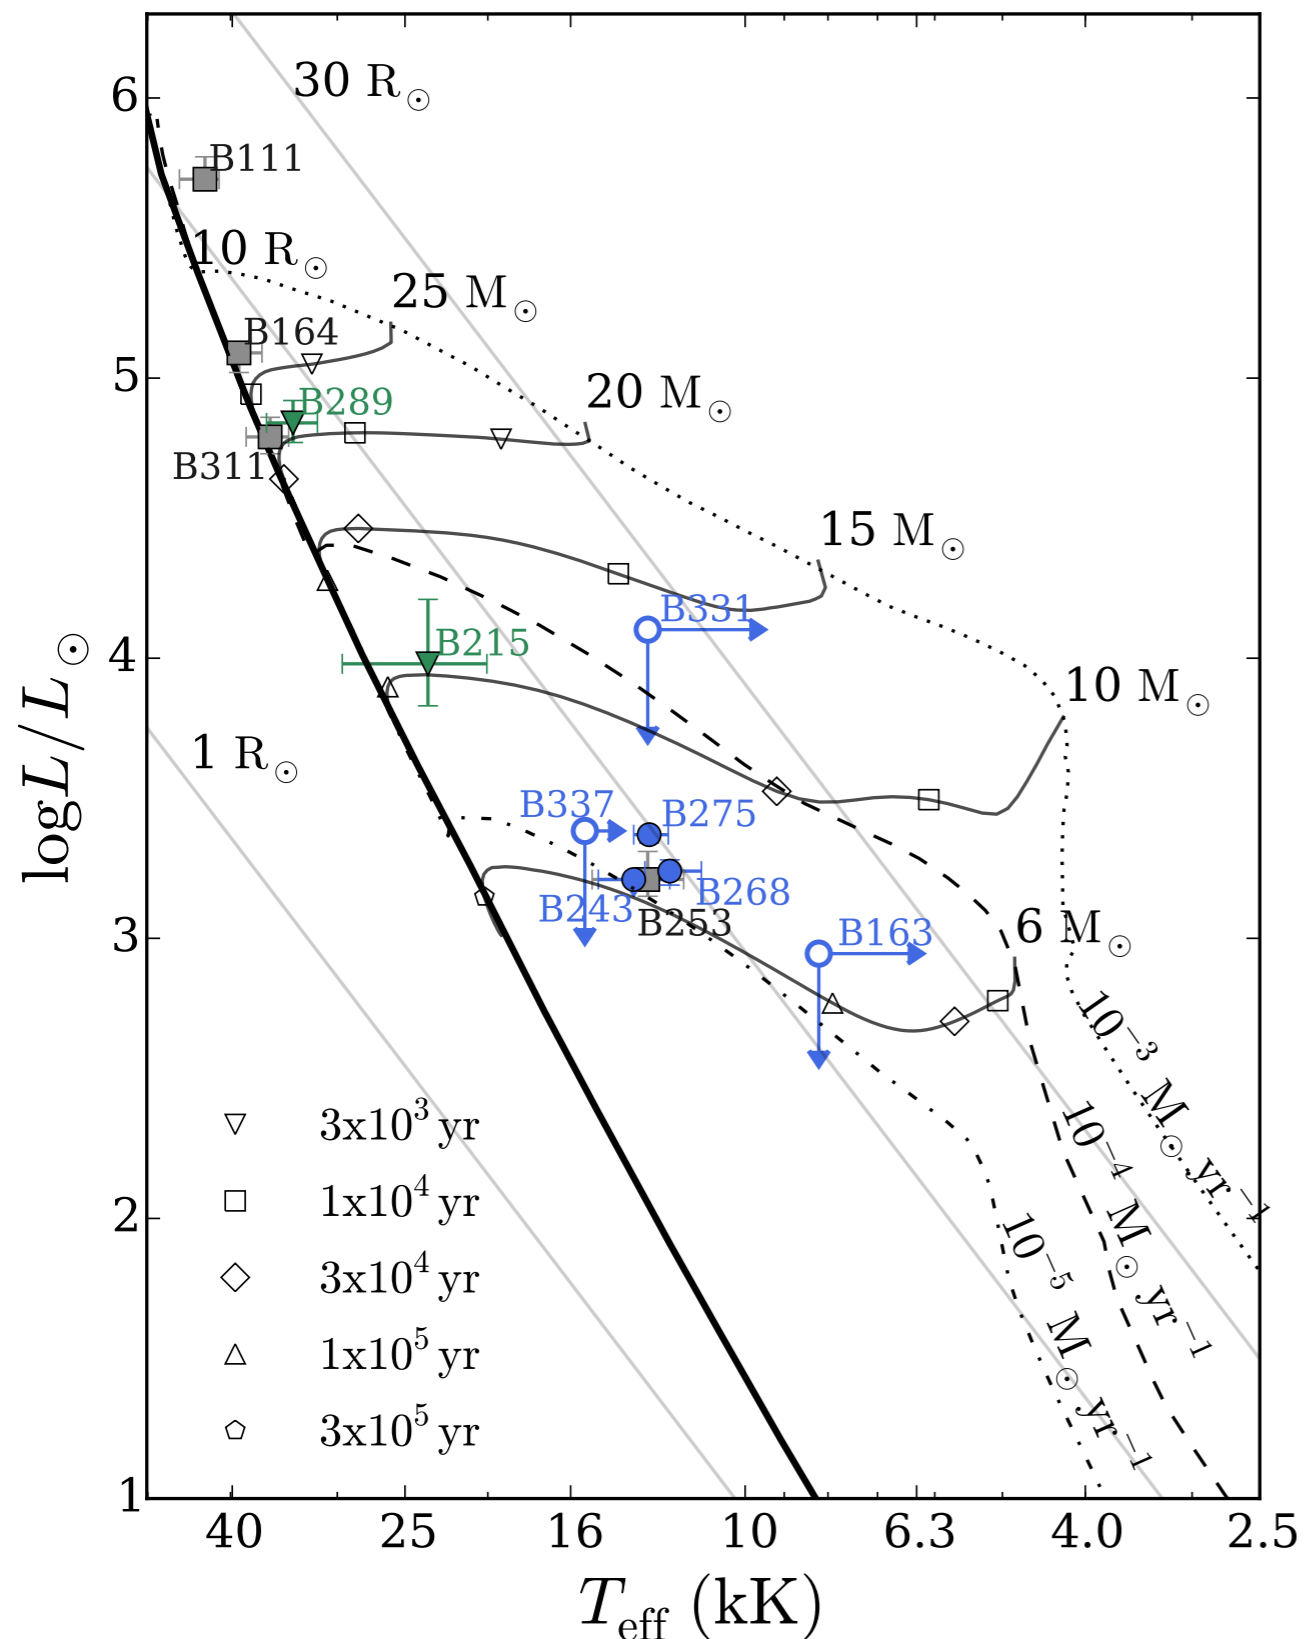 30 R⊙
6
B111
10 R⊙
25 M⊙
B164
5
20 M⊙
B289
B311
15 M⊙
B331
4
B215
10 M⊙
1 R⊙
log L/L⊙
B337
B275
B243
B268
B253
3
B163
6 M⊙
10⁻³ M⊙ yr⁻¹
10⁻⁴ M⊙ yr⁻¹
10⁻⁵ M⊙ yr⁻¹
3x10³ yr
1x10⁴ yr
2
3x10⁴ yr
1x10⁵ yr
3x10⁵ yr
1
40 25 16 10 6.3 4.0 2.5
T_eff (kK)